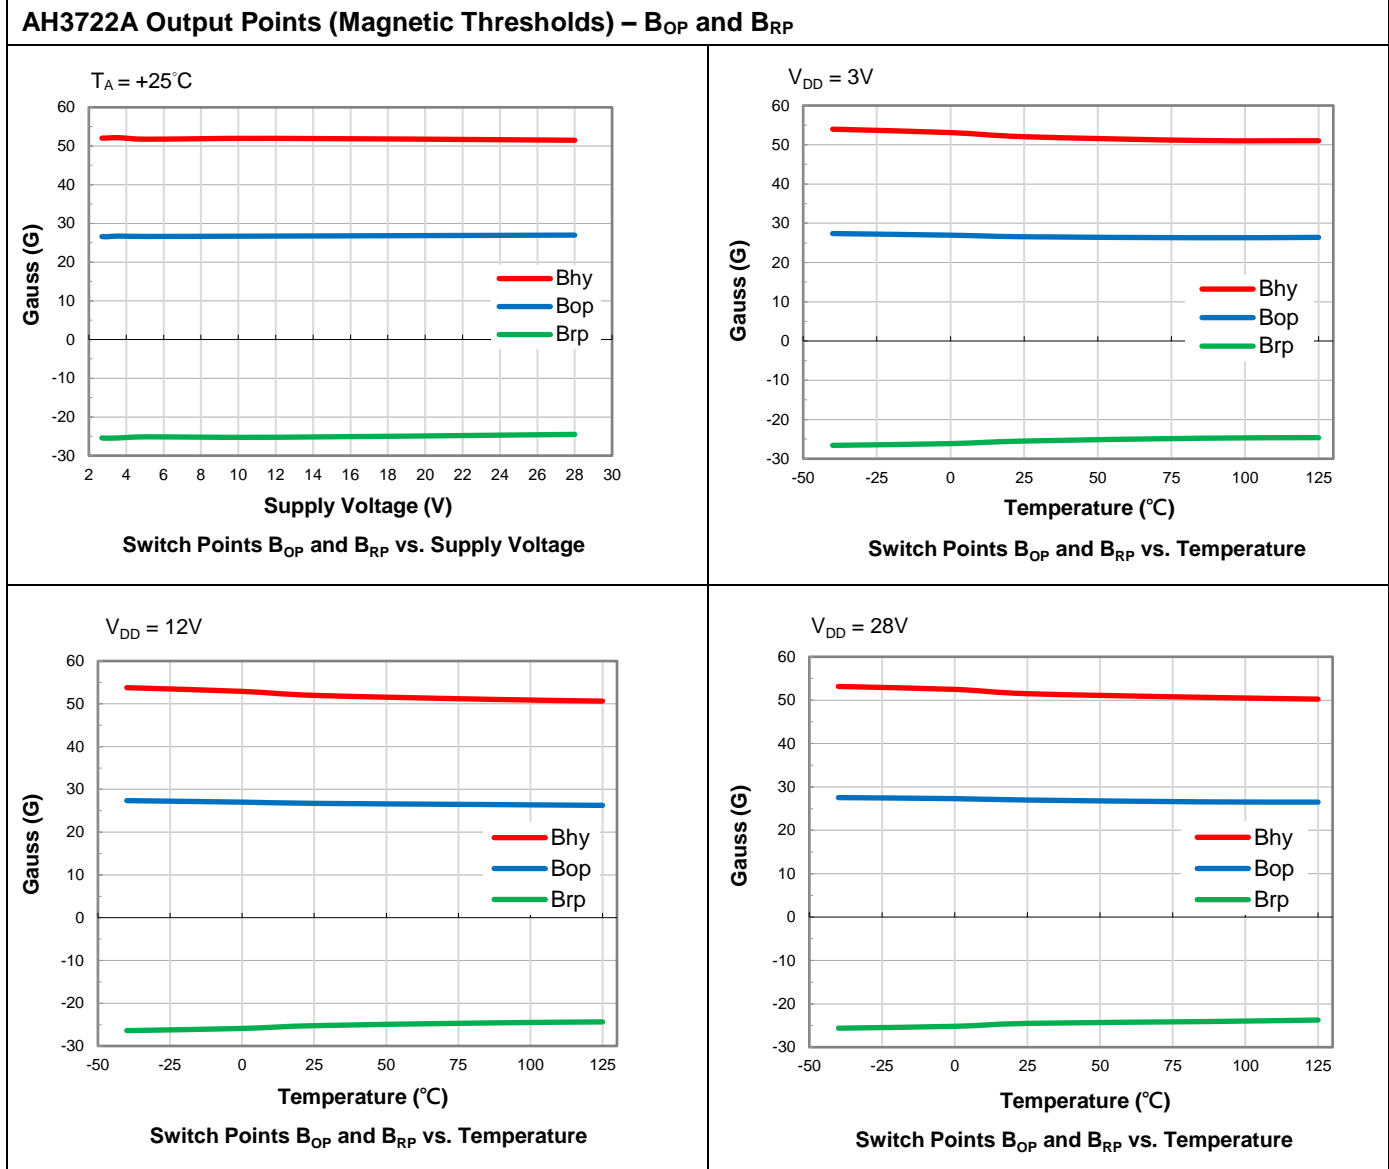 AH3722A Output Points (Magnetic Thresholds) – BOP and BRP
TA = +25°C
60
50
40
30
20
10
0
-10
-20
-30
Gauss (G)
Bhy
Bop
Brp
2 4 6 8 10 12 14 16 18 20 22 24 26 28 30
Supply Voltage (V)
Switch Points BOP and BRP vs. Supply Voltage
VDD = 3V
60
50
40
30
20
10
0
-10
-20
-30
Gauss (G)
Bhy
Bop
Brp
-50 -25 0 25 50 75 100 125
Temperature (℃)
Switch Points BOP and BRP vs. Temperature
VDD = 12V
60
50
40
30
20
10
0
-10
-20
-30
Gauss (G)
Bhy
Bop
Brp
-50 -25 0 25 50 75 100 125
Temperature (℃)
Switch Points BOP and BRP vs. Temperature
VDD = 28V
60
50
40
30
20
10
0
-10
-20
-30
Gauss (G)
Bhy
Bop
Brp
-50 -25 0 25 50 75 100 125
Temperature (℃)
Switch Points BOP and BRP vs. Temperature